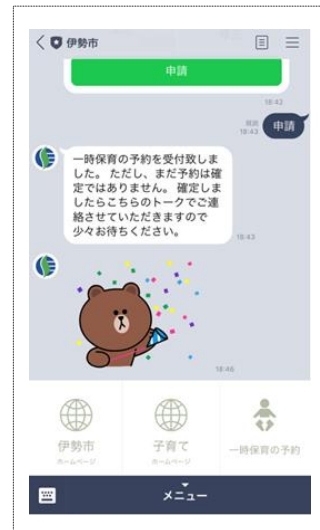 伊勢市
申請
18:42
既読
18:43
申請
一時保育の予約を受付致しま
した。 ただし、まだ予約は確
定ではありません。 確定しま
したらこちらのトークでご連
絡させていただきますので
少々お待ちください。
18:43
18:46
伊勢市
ホームページ
子育て
ホームページ
一時保育の予約
メニュー